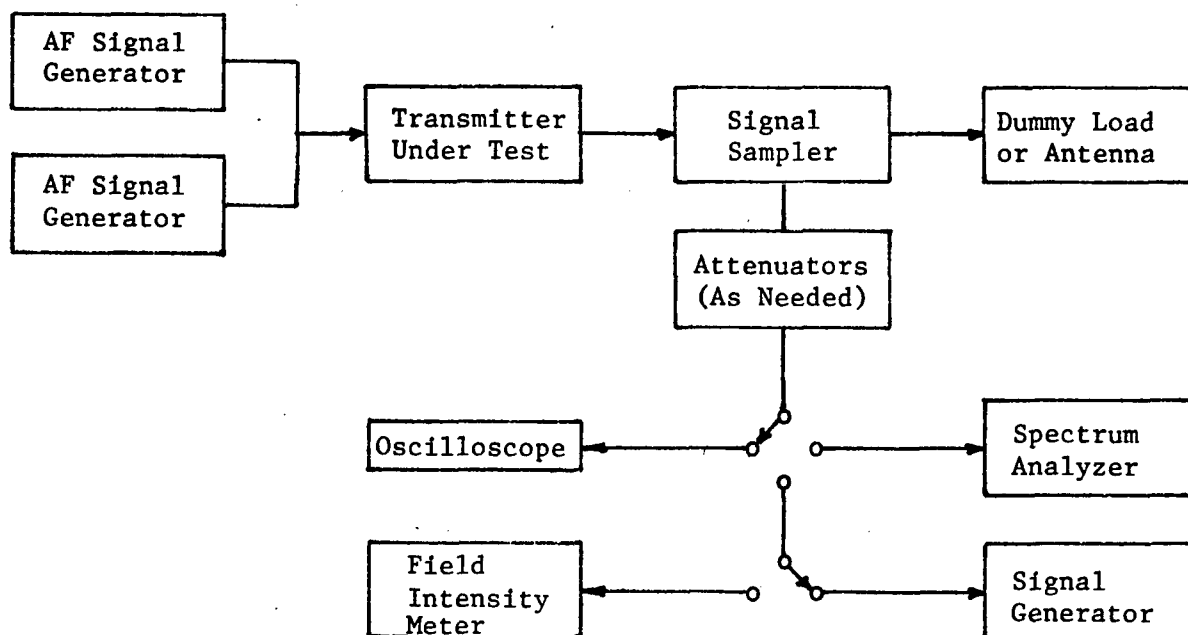 AF Signal
Generator
AF Signal
Generator
Transmitter
Under Test
Signal
Sampler
Dummy Load
or Antenna
Attenuators
(As Needed)
Oscilloscope
Spectrum
Analyzer
Field
Intensity
Meter
Signal
Generator